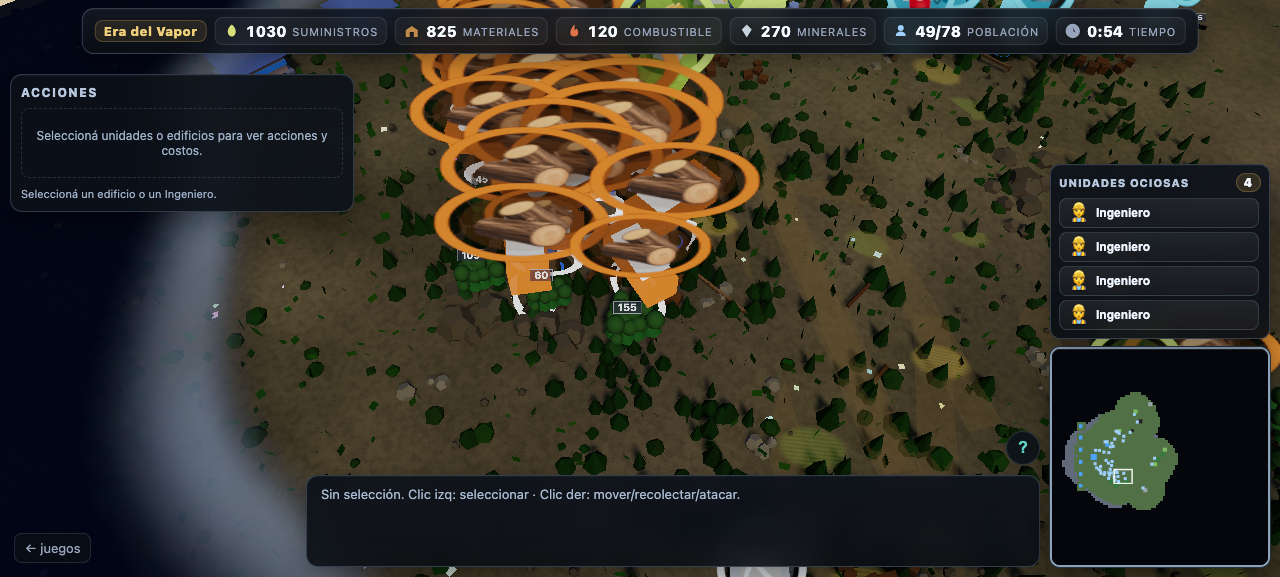 Era del Vapor
1030 SUMINISTROS
825 MATERIALES
120 COMBUSTIBLE
270 MINERALES
49/78 POBLACIÓN
0:54 TIEMPO
ACCIONES
Seleccioná unidades o edificios para ver acciones y
costos.
Seleccioná un edificio o un Ingeniero.
45
60
155
UNIDADES OCIOSAS 4
Ingeniero
Ingeniero
Ingeniero
Ingeniero
?
Sin selección. Clic izq: seleccionar · Clic der: mover/recolectar/atacar.
← juegos